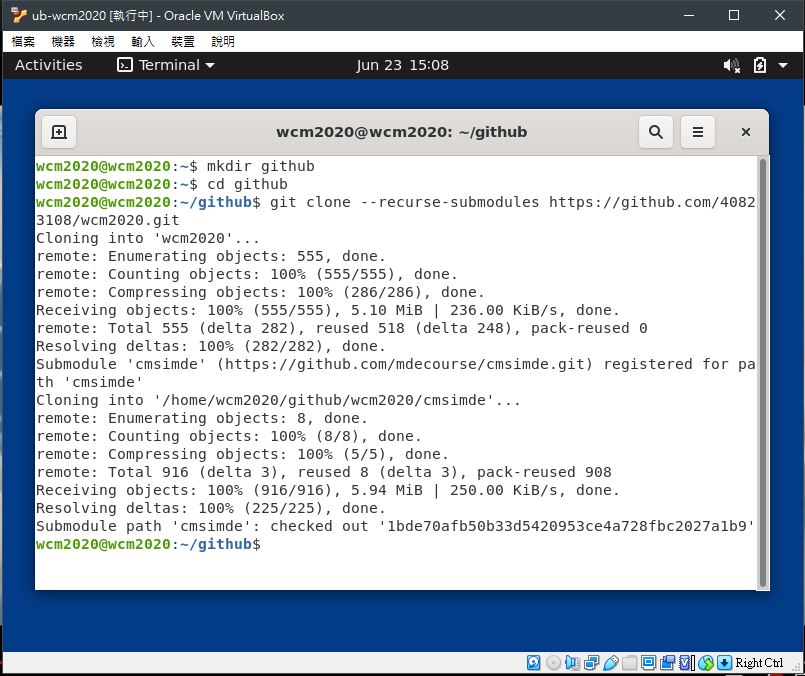 ub-wcm2020 [執行中] - Oracle VM VirtualBox
檔案 機器 檢視 輸入 裝置 說明
Activities Terminal Jun 23 15:08
wcm2020@wcm2020: ~/github
wcm2020@wcm2020:~$ mkdir github
wcm2020@wcm2020:~$ cd github
wcm2020@wcm2020:~/github$ git clone --recurse-submodules https://github.com/4082
3108/wcm2020.git
Cloning into 'wcm2020'...
remote: Enumerating objects: 555, done.
remote: Counting objects: 100% (555/555), done.
remote: Compressing objects: 100% (286/286), done.
Receiving objects: 100% (555/555), 5.10 MiB | 236.00 KiB/s, done.
remote: Total 555 (delta 282), reused 518 (delta 248), pack-reused 0
Resolving deltas: 100% (282/282), done.
Submodule 'cmsimde' (https://github.com/mdecourse/cmsimde.git) registered for pa
th 'cmsimde'
Cloning into '/home/wcm2020/github/wcm2020/cmsimde'...
remote: Enumerating objects: 8, done.
remote: Counting objects: 100% (8/8), done.
remote: Compressing objects: 100% (5/5), done.
remote: Total 916 (delta 3), reused 8 (delta 3), pack-reused 908
Receiving objects: 100% (916/916), 5.94 MiB | 250.00 KiB/s, done.
Resolving deltas: 100% (225/225), done.
Submodule path 'cmsimde': checked out '1bde70afb50b33d5420953ce4a728fbc2027a1b9'
wcm2020@wcm2020:~/github$
Right Ctrl